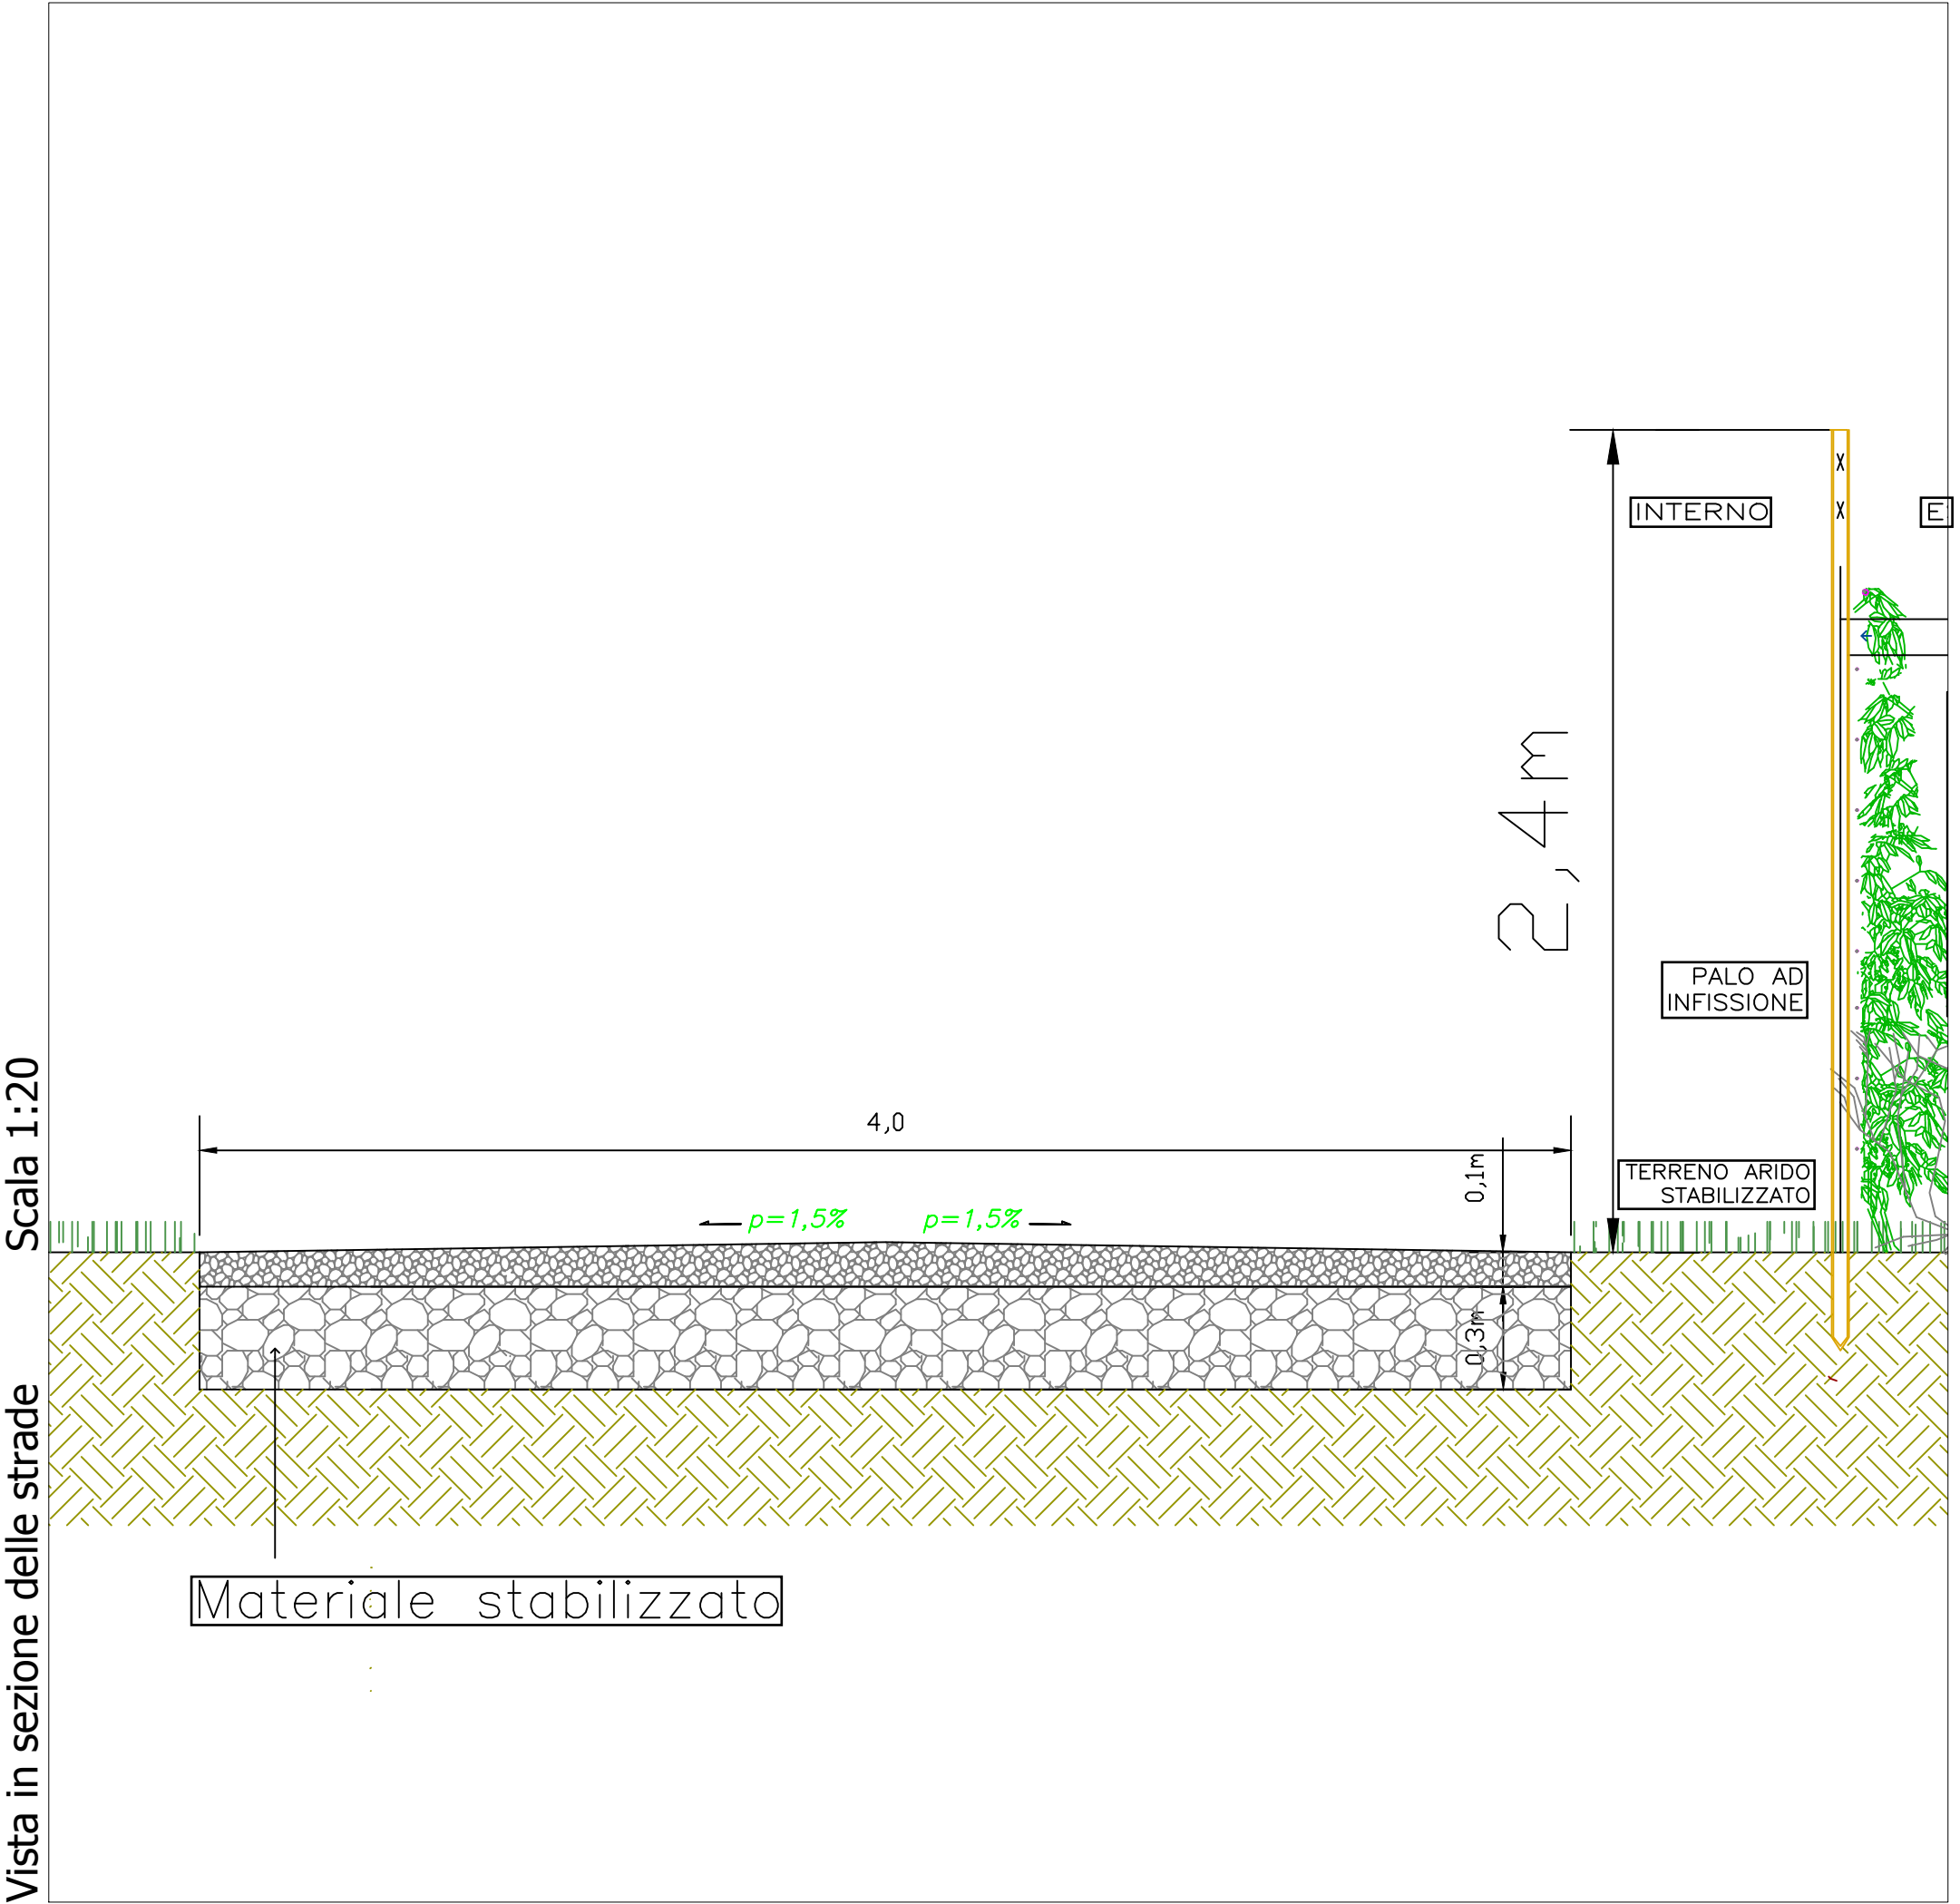 Vista in sezione delle strade Scala 1:20
INTERNO
E
2,4m
PALO AD
INFISSIONE
4,0
0,1m
TERRENO ARIDO
STABILIZZATO
p=1,5% p=1,5%
0,3m
Materiale stabilizzato